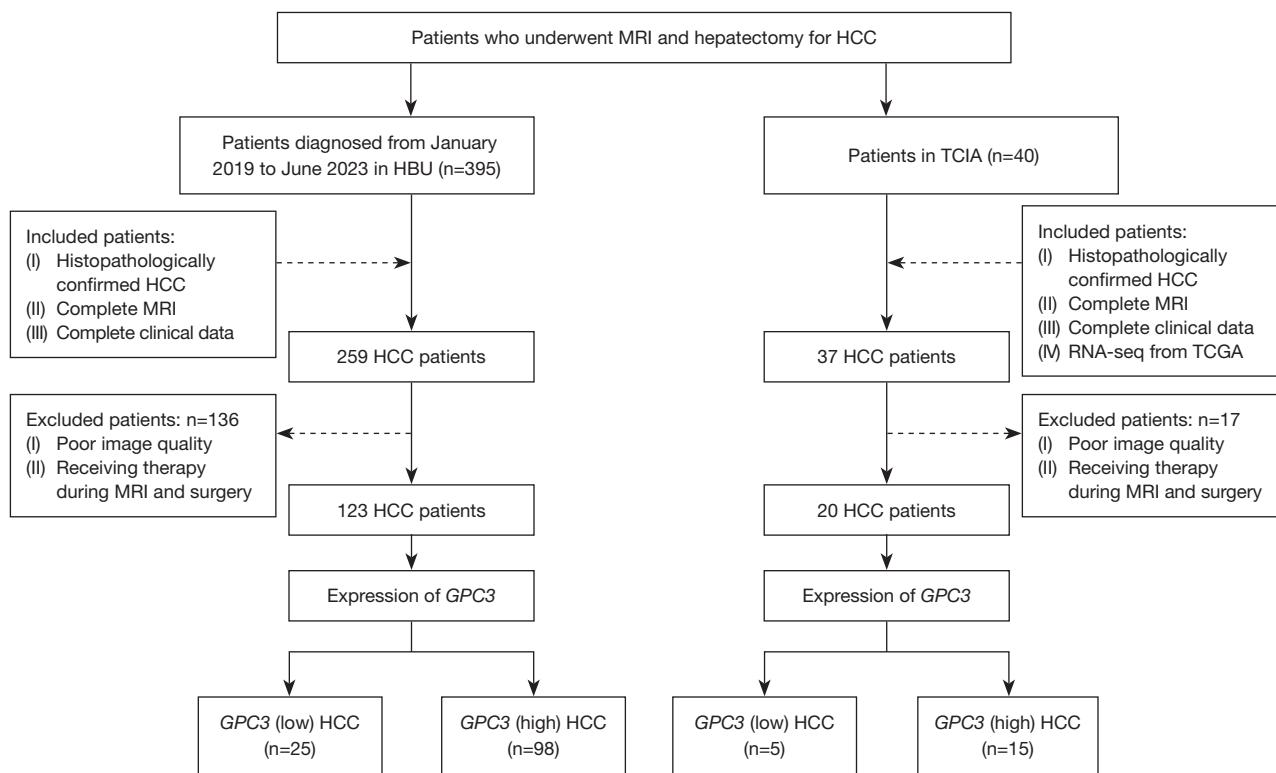 Patients who underwent MRI and hepatectomy for HCC
Patients diagnosed from January
2019 to June 2023 in HBU (n=395)
Patients in TCIA (n=40)
Included patients:
(I) Histopathologically
confirmed HCC
(II) Complete MRI
(III) Complete clinical data
Included patients:
(I) Histopathologically
confirmed HCC
(II) Complete MRI
(III) Complete clinical data
(IV) RNA-seq from TCGA
259 HCC patients
37 HCC patients
Excluded patients: n=136
(I) Poor image quality
(II) Receiving therapy
during MRI and surgery
Excluded patients: n=17
(I) Poor image quality
(II) Receiving therapy
during MRI and surgery
123 HCC patients
20 HCC patients
Expression of GPC3
Expression of GPC3
GPC3 (low) HCC
(n=25)
GPC3 (high) HCC
(n=98)
GPC3 (low) HCC
(n=5)
GPC3 (high) HCC
(n=15)